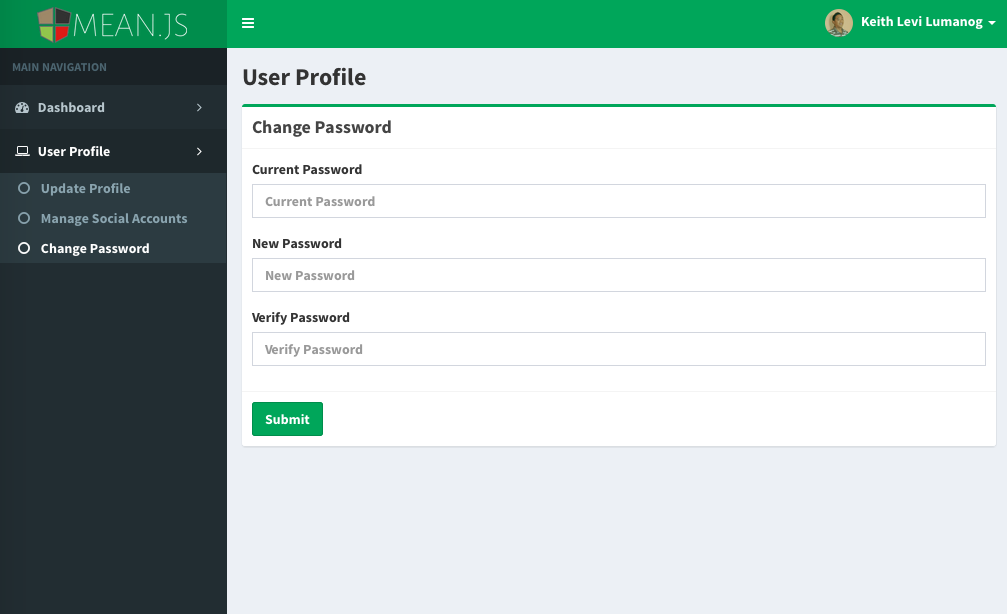 MEAN.JS
Keith Levi Lumanog
MAIN NAVIGATION
Dashboard
User Profile
Update Profile
Manage Social Accounts
Change Password
User Profile
Change Password
Current Password
Current Password
New Password
New Password
Verify Password
Verify Password
Submit